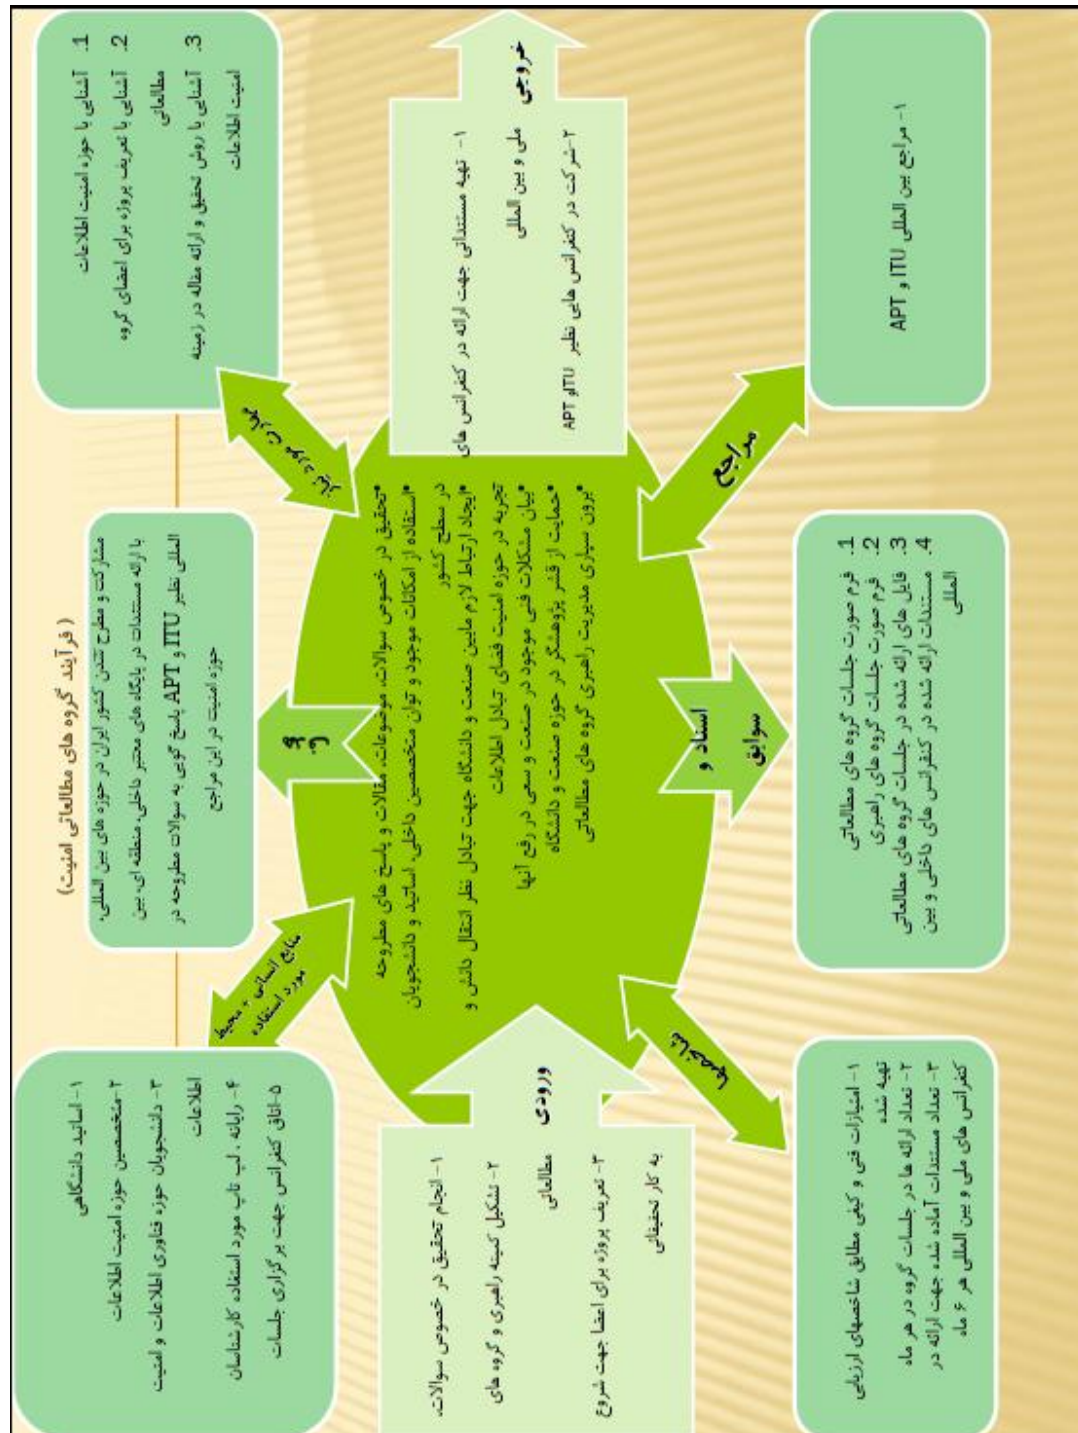 (فرآیند گروه های مطالعاتی امنیت)
۱- اساتید دانشگاهی
۲-متخصصین حوزه امنیت اطلاعات
۳- دانشجویان حوزه فناوری اطلاعات و امنیت
اطلاعات
۴- رایانه ، لپ تاپ مورد استفاده کارشناسان
۵-اتاق کنفرانس جهت برگزاری جلسات
منابع انسانی + محیط
مورد استفاده
مشارکت و مطرح شدن کشور ایران در حوزه های بین المللی،
با ارائه مستندات در پایگاه های معتبر داخلی، منطقه ای، بین
المللی نظیر ITU و APT پاسخ گویی به سوالات مطروحه در
حوزه امنیت در این مراجع
1. آشنایی با حوزه امنیت اطلاعات
2. آشنایی با تعریف پروژه برای اعضای گروه
مطالعاتی
3. آشنایی با روش تحقیق و ارائه مقاله در زمینه
امنیت اطلاعات
مهارت مورد نیاز
ورودی
۱- انجام تحقیق در خصوص سوالات،
۲- تشکیل کمیته راهبری و گروه های
مطالعاتی
۳- تعریف پروژه برای اعضا جهت شروع
به کار تحقیقاتی
•تحقیق در خصوص سوالات، موضوعات، مقالات و پاسخ های مطروحه
•استفاده از امکانات موجود و توان متخصصین داخلی، اساتید و دانشجویان
در سطح کشور
•ایجاد ارتباط لازم مابین صنعت و دانشگاه جهت تبادل نظر انتقال دانش و
تجربه در حوزه امنیت فضای تبادل اطلاعات
•بیان مشکلات فنی موجود در صنعت و سعی در رفع آنها
•حمایت از قشر پژوهشگر در حوزه صنعت و دانشگاه
•برون سپاری مدیریت راهبری گروه های مطالعاتی
خروجی
۱- تهیه مستنداتی جهت ارائه در کنفرانس های
ملی و بین المللی
۲-شرکت در کنفرانس هایی نظیر ITUو APT
شاخصها
۱- امتیازات فنی و کیفی مطابق شاخصهای ارزیابی
تهیه شده
۲- تعداد ارائه ها در جلسات گروه در هر ماه
۳- تعداد مستندات آماده شده جهت ارائه در
کنفرانس های ملی و بین المللی هر ۶ ماه
اسناد و
سوابق
1. فرم صورت جلسات گروه های مطالعاتی
2. فرم صورت جلسات گروه های راهبری
3. فایل های ارائه شده در جلسات گروه های مطالعاتی
4. مستندات ارائه شده در کنفرانس های داخلی و بین
المللی
مراجع
۱- مراجع بین المللی ITU و APT